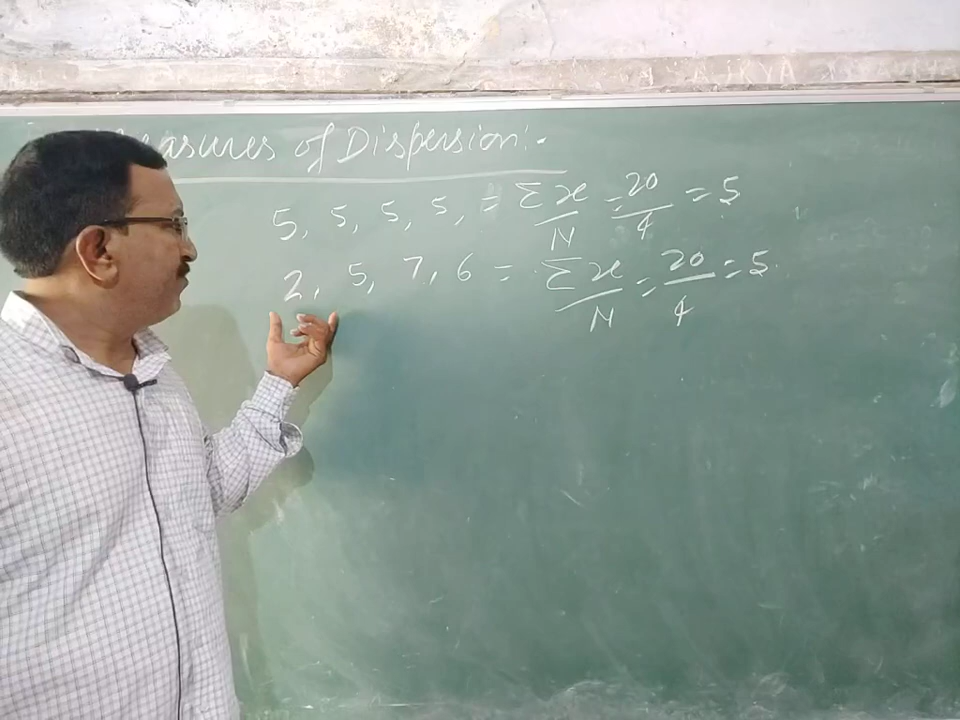 Measures of Dispersion:-
5, 5, 5, 5, = Σx/N = 20/4 = 5
2, 5, 7, 6 = Σx/N = 20/4 = 5